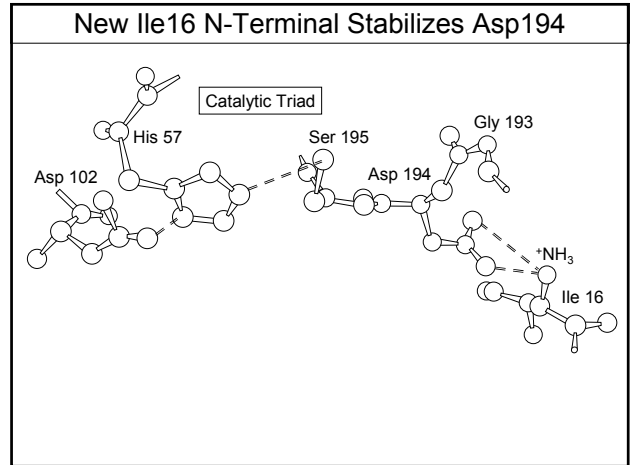 New Ile16 N-Terminal Stabilizes Asp194
Catalytic Triad
His 57
Ser 195
Gly 193
Asp 102
Asp 194
⁺NH₃
Ile 16